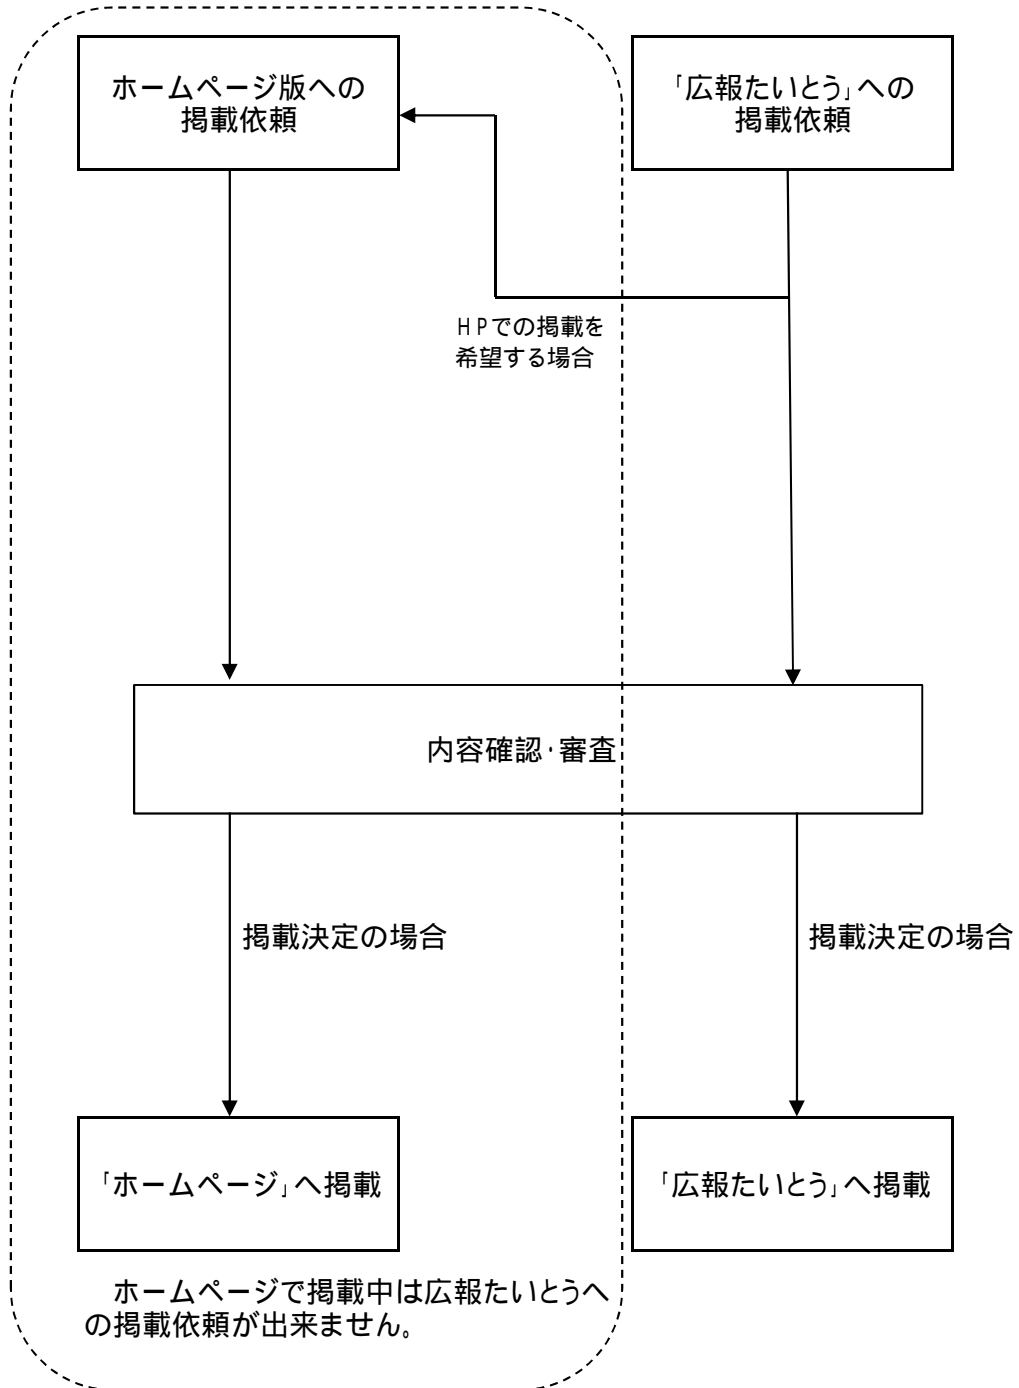 ホームページ版への
掲載依頼
「広報たいとう」への
掲載依頼
HPでの掲載を
希望する場合
内容確認・審査
掲載決定の場合
掲載決定の場合
「ホームページ」へ掲載
「広報たいとう」へ掲載
ホームページで掲載中は広報たいとうへ
の掲載依頼が出来ません。